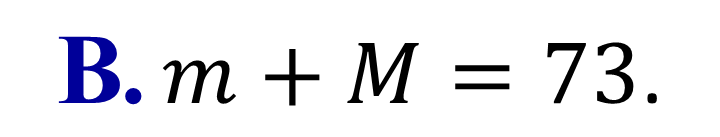 B. m + M = 73.